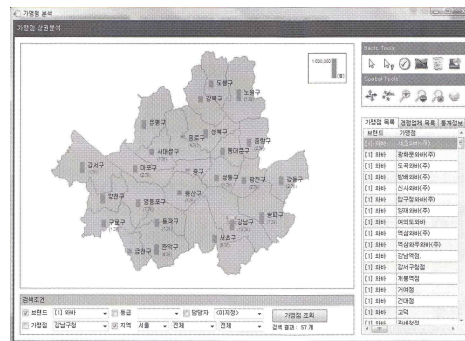 가맹점 분석
가맹점 상권분석
1,000,000
(원)
도봉구
노원구
강북구
은평구
성북구
종로구
중랑구
서대문구
동대문구
강서구
마포구
중구
성동구
광진구
강동구
양천구
영등포구
용산구
구로구
동작구
강남구
송파구
금천구
관악구
서초구
Basic Tools
Spatial Tools
가맹점 목록 경쟁업체 목록 통계정보
브랜드 가맹점
[1] 와바
[1] 와바 광화문와바(주)
[1] 와바 도곡와바(주)
[1] 와바 방배와바(주)
[1] 와바 신사와바(주)
[1] 와바 압구정와바(주)
[1] 와바 양재와바(주)
[1] 와바 여의도와바
[1] 와바 역삼와바(주)
[1] 와바 역삼와투와바(주)
[1] 와바 강남역점.
[1] 와바 강서구청점
[1] 와바 개봉역점
[1] 와바 거여점
[1] 와바 건대점
[1] 와바 고덕
[1] 와바
검색조건
브랜드 [1] 와바 등급 담당자 <미지정> 가맹점 조회
가맹점 강남구청 지역 서울 전체 전체 검색 결과 : 57 개